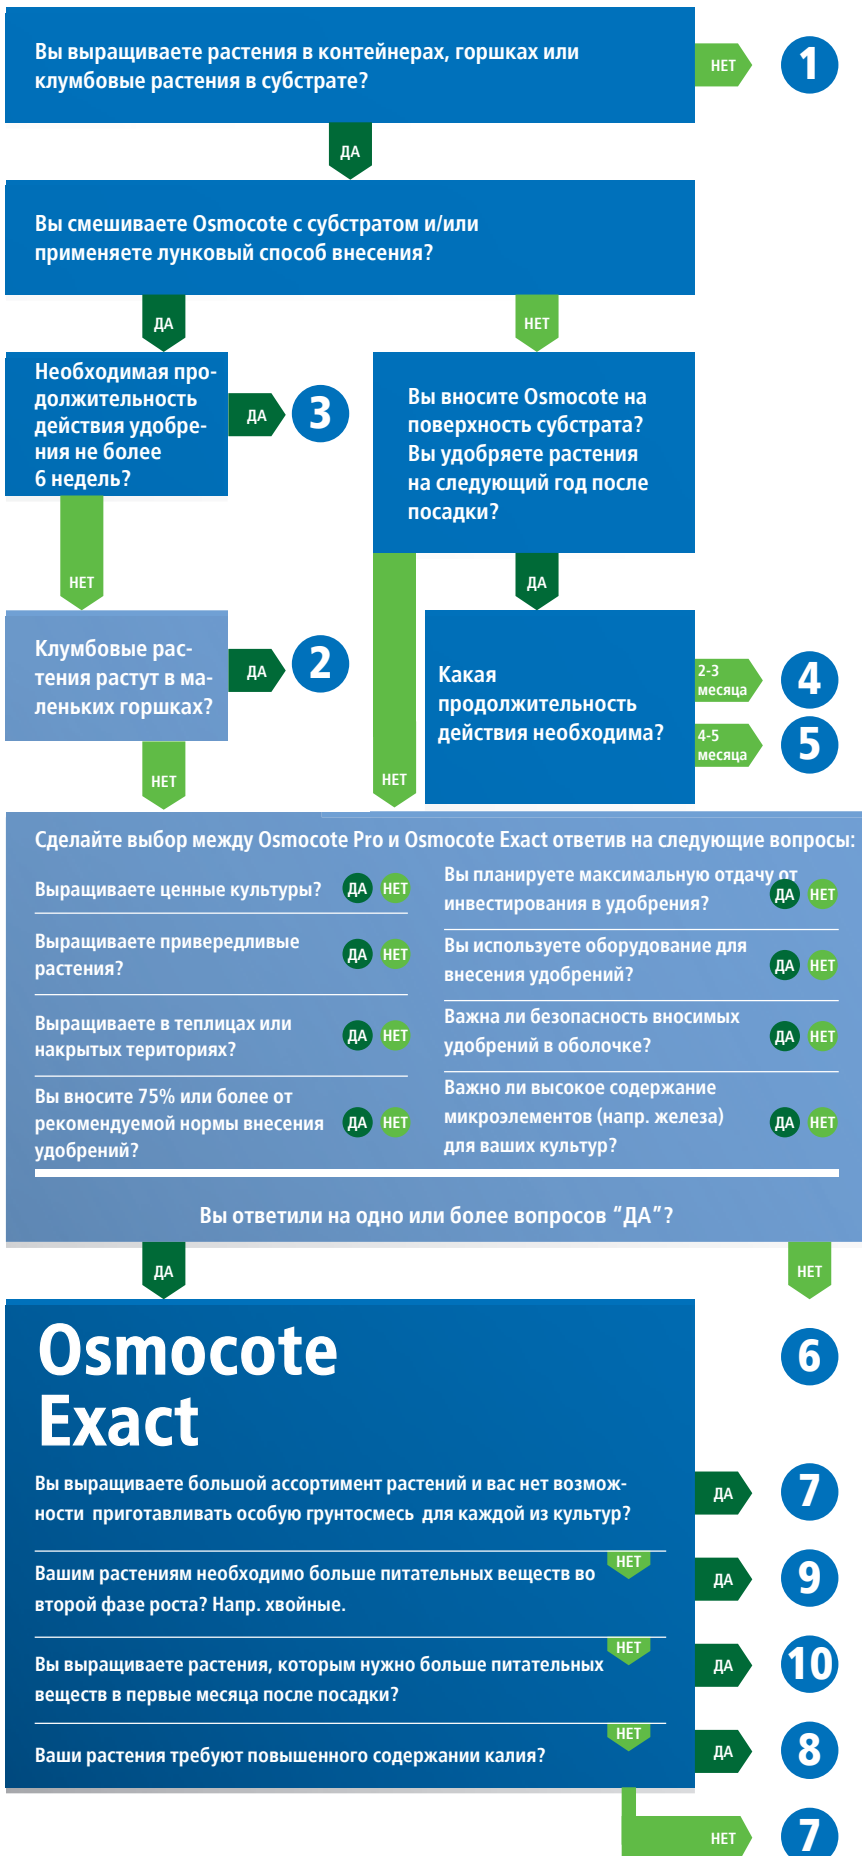 Вы выращиваете растения в контейнерах, горшках или
клумбовые растения в субстрате?
НЕТ
1
ДА
Вы смешиваете Osmocote с субстратом и/или
применяете лунковый способ внесения?
ДА
НЕТ
Необходимая про-
должительность
действия удобре-
ния не более
6 недель?
ДА
3
Вы вносите Osmocote на
поверхность субстрата?
Вы удобряете растения
на следующий год после
посадки?
НЕТ
ДА
Клумбовые рас-
тения растут в ма-
леньких горшках?
ДА
2
Какая
продолжительность
действия необходима?
2-3
месяца
4
4-5
месяца
5
НЕТ
НЕТ
Сделайте выбор между Osmocote Pro и Osmocote Exact ответив на следующие вопросы:
Выращиваете ценные культуры?
ДА НЕТ
Выращиваете привередливые
растения?
ДА НЕТ
Выращиваете в теплицах или
накрытых териториях?
ДА НЕТ
Вы вносите 75% или более от
рекомендуемой нормы внесения
удобрений?
ДА НЕТ
Вы планируете максимальную отдачу от
инвестирования в удобрения?
ДА НЕТ
Вы используете оборудование для
внесения удобрений?
ДА НЕТ
Важна ли безопасность вносимых
удобрений в оболочке?
ДА НЕТ
Важно ли высокое содержание
микроэлементов (напр. железа)
для ваших культур?
ДА НЕТ
Вы ответили на одно или более вопросов “ДА”?
ДА
НЕТ
6
Osmocote
Exact
Вы выращиваете большой ассортимент растений и вас нет возмож-
ности приготавливать особую грунтосмесь для каждой из культур?
ДА
7
НЕТ
Вашим растениям необходимо больше питательных веществ во
второй фазе роста? Напр. хвойные.
ДА
9
НЕТ
Вы выращиваете растения, которым нужно больше питательных
веществ в первые месяца после посадки?
ДА
10
НЕТ
Ваши растения требуют повышенного содержании калия?
ДА
8
НЕТ
7